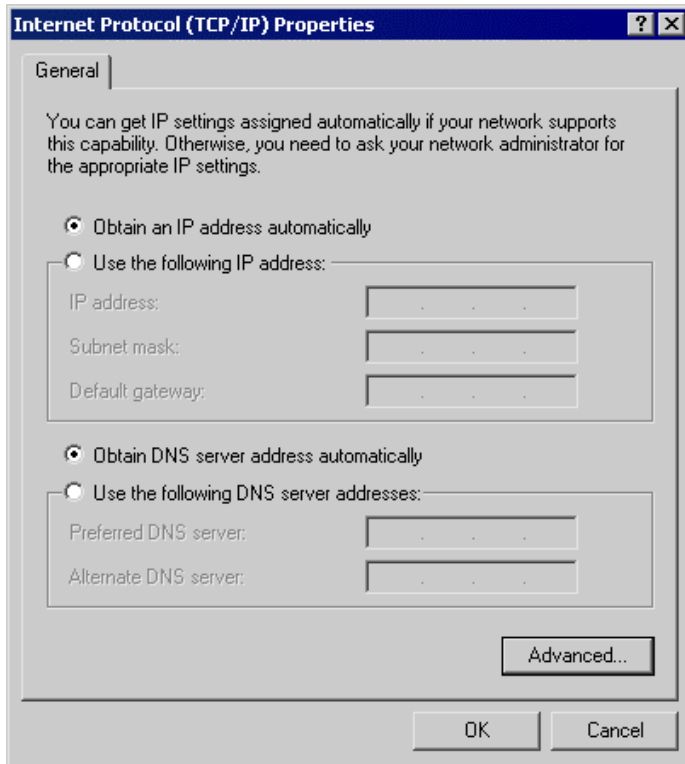 Internet Protocol (TCP/IP) Properties
General
You can get IP settings assigned automatically if your network supports
this capability. Otherwise, you need to ask your network administrator for
the appropriate IP settings.
Obtain an IP address automatically
Use the following IP address:
IP address:
Subnet mask:
Default gateway:
Obtain DNS server address automatically
Use the following DNS server addresses:
Preferred DNS server:
Alternate DNS server:
Advanced...
OK Cancel